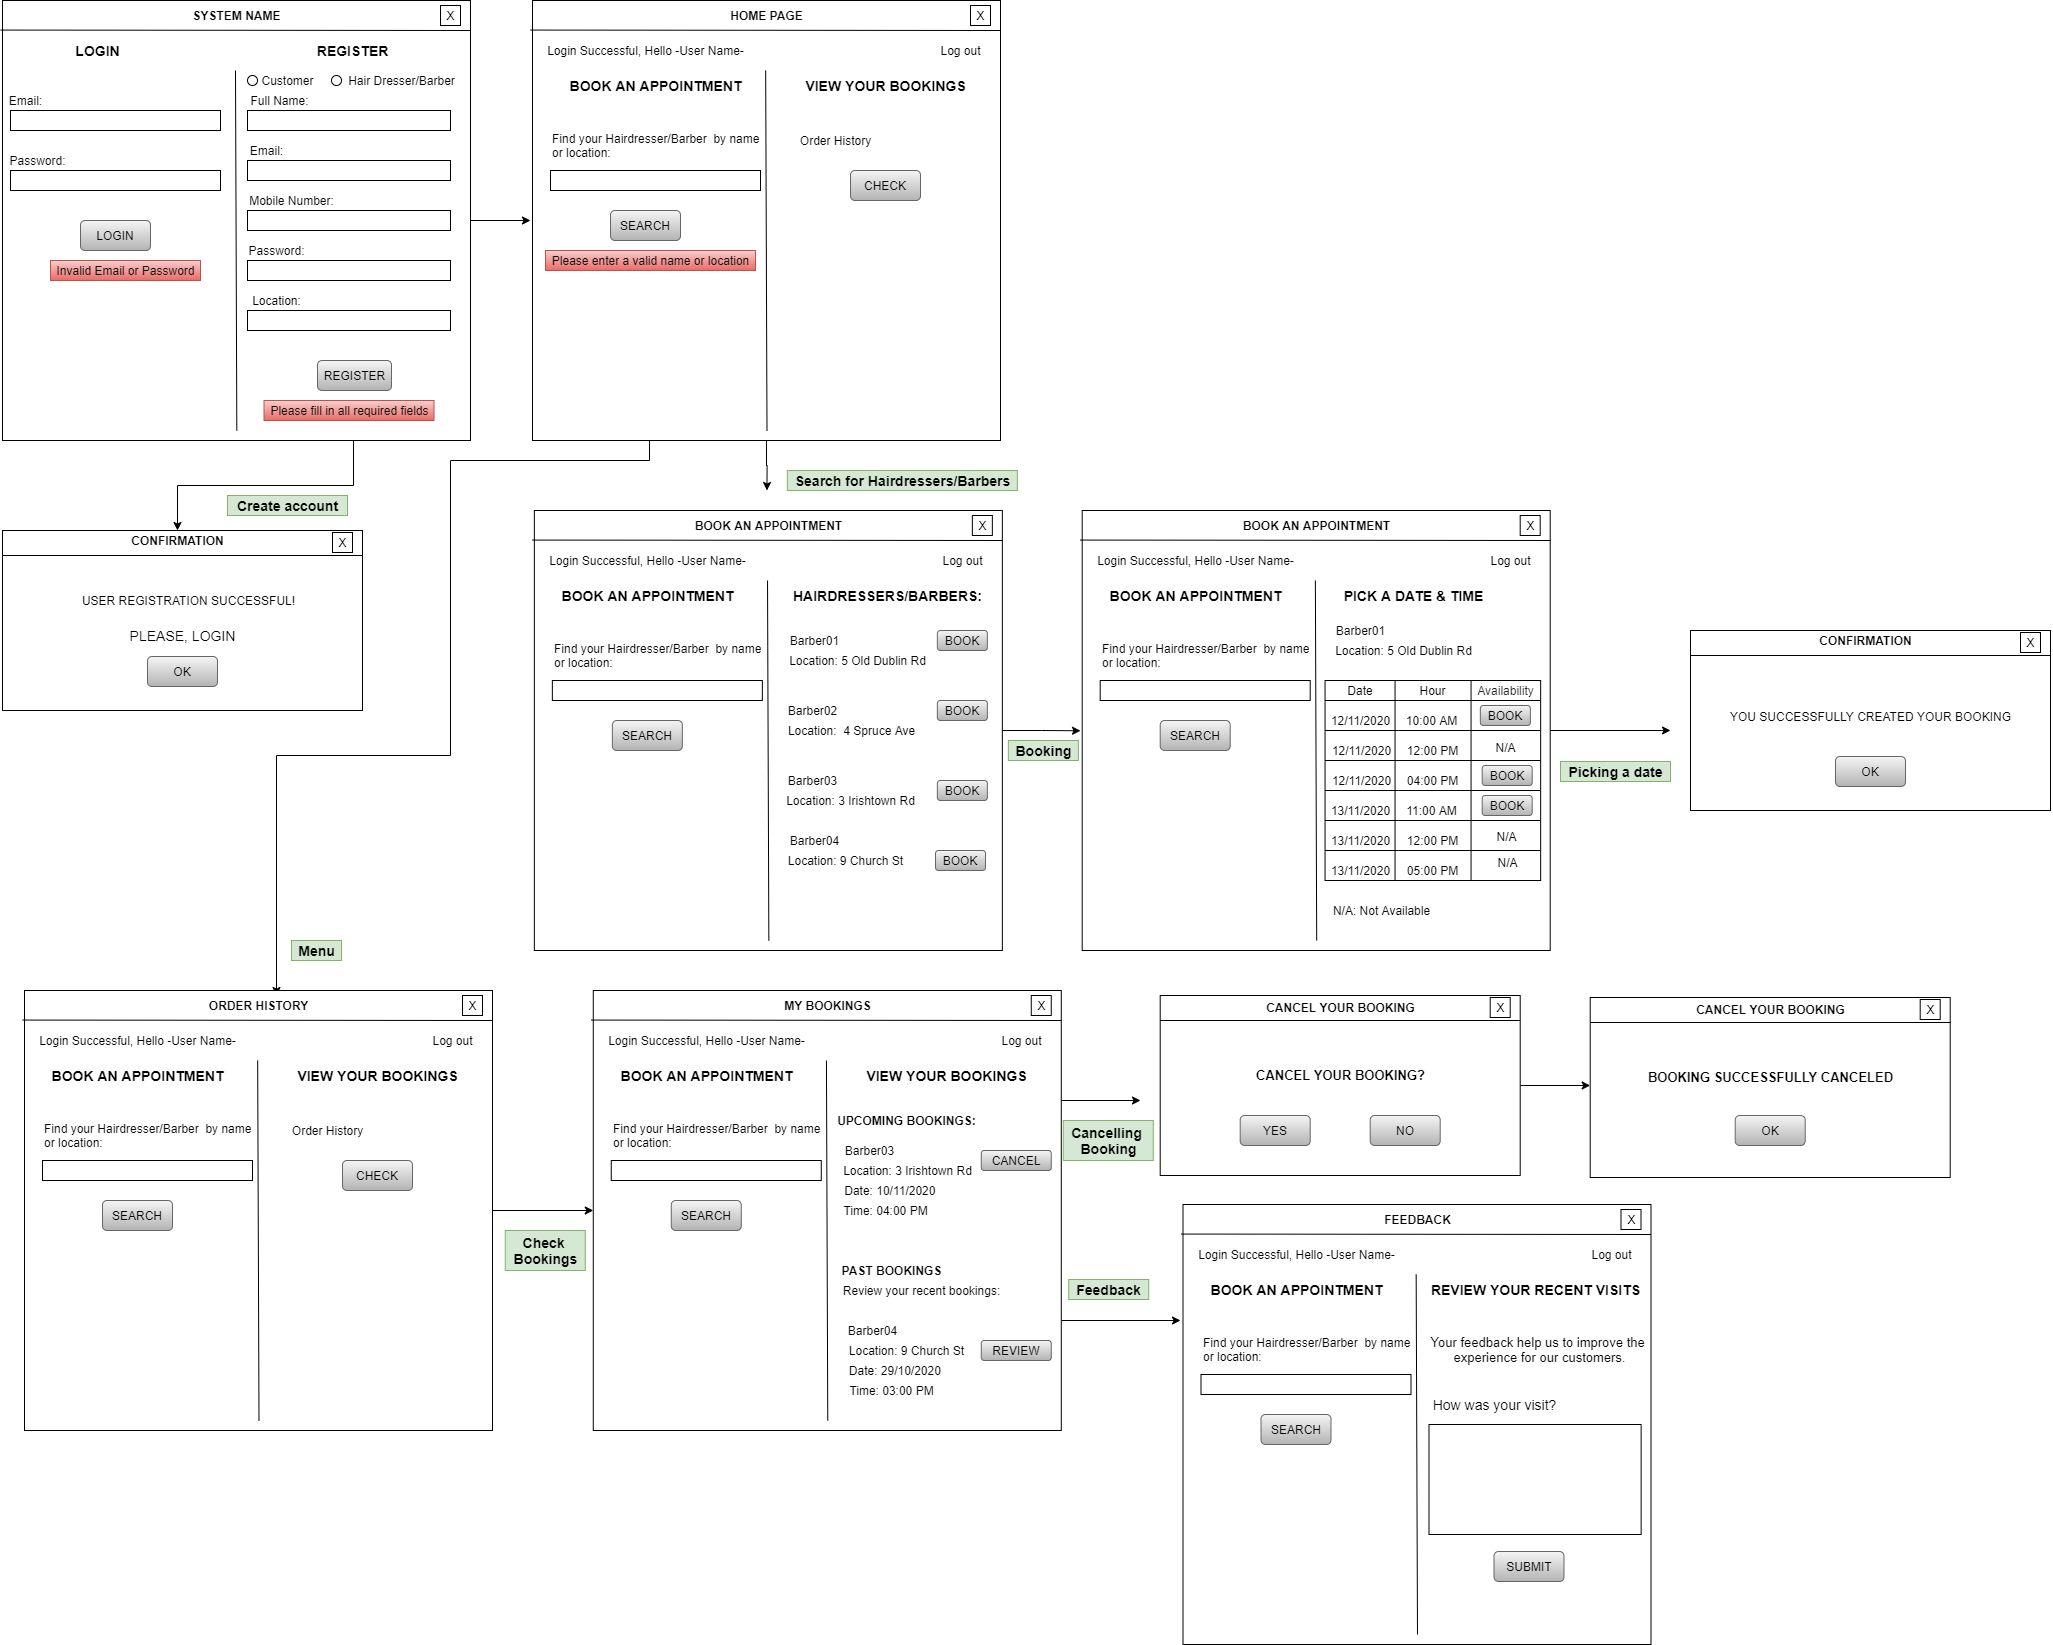 SYSTEM NAME
X
LOGIN
Email:
Password:
LOGIN
Invalid Email or Password
REGISTER
Customer
Hair Dresser/Barber
Full Name:
Email:
Mobile Number:
Password:
Location:
REGISTER
Please fill in all required fields
HOME PAGE
X
Login Successful, Hello -User Name-
Log out
BOOK AN APPOINTMENT
Find your Hairdresser/Barber by name
or location:
SEARCH
Please enter a valid name or location
VIEW YOUR BOOKINGS
Order History
CHECK
Create account
Search for Hairdressers/Barbers
CONFIRMATION
X
USER REGISTRATION SUCCESSFUL!
PLEASE, LOGIN
OK
BOOK AN APPOINTMENT
X
Login Successful, Hello -User Name-
Log out
BOOK AN APPOINTMENT
Find your Hairdresser/Barber by name
or location:
SEARCH
HAIRDRESSERS/BARBERS:
Barber01
BOOK
Location: 5 Old Dublin Rd
Barber02
BOOK
Location: 4 Spruce Ave
Barber03
BOOK
Location: 3 Irishtown Rd
Barber04
Location: 9 Church St
BOOK
Booking
BOOK AN APPOINTMENT
X
Login Successful, Hello -User Name-
Log out
BOOK AN APPOINTMENT
Find your Hairdresser/Barber by name
or location:
SEARCH
PICK A DATE & TIME
Barber01
Location: 5 Old Dublin Rd
Date Hour Availability
12/11/2020 10:00 AM BOOK
12/11/2020 12:00 PM N/A
12/11/2020 04:00 PM BOOK
13/11/2020 11:00 AM BOOK
13/11/2020 12:00 PM N/A
13/11/2020 05:00 PM N/A
N/A: Not Available
Picking a date
CONFIRMATION
X
YOU SUCCESSFULLY CREATED YOUR BOOKING
OK
Menu
ORDER HISTORY
X
Login Successful, Hello -User Name-
Log out
BOOK AN APPOINTMENT
Find your Hairdresser/Barber by name
or location:
SEARCH
VIEW YOUR BOOKINGS
Order History
CHECK
Check
Bookings
MY BOOKINGS
X
Login Successful, Hello -User Name-
Log out
BOOK AN APPOINTMENT
Find your Hairdresser/Barber by name
or location:
SEARCH
VIEW YOUR BOOKINGS
UPCOMING BOOKINGS:
Barber03
CANCEL
Location: 3 Irishtown Rd
Date: 10/11/2020
Time: 04:00 PM
PAST BOOKINGS
Review your recent bookings:
Barber04
Location: 9 Church St
REVIEW
Date: 29/10/2020
Time: 03:00 PM
Cancelling
Booking
CANCEL YOUR BOOKING
X
CANCEL YOUR BOOKING?
YES
NO
CANCEL YOUR BOOKING
X
BOOKING SUCCESSFULLY CANCELED
OK
Feedback
FEEDBACK
X
Login Successful, Hello -User Name-
Log out
BOOK AN APPOINTMENT
Find your Hairdresser/Barber by name
or location:
SEARCH
REVIEW YOUR RECENT VISITS
Your feedback help us to improve the
experience for our customers.
How was your visit?
SUBMIT